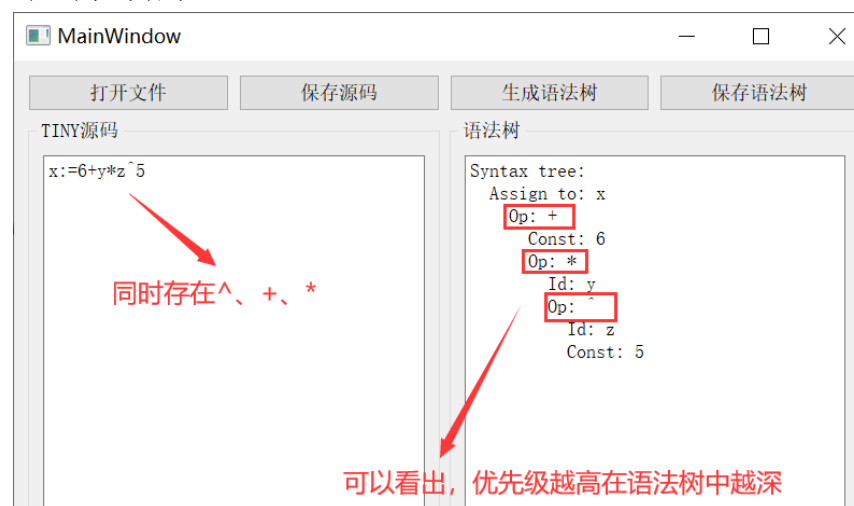 MainWindow
打开文件 保存源码 生成语法树 保存语法树
TINY源码
x:=6+y*z^5
同时存在^、+、*
语法树
Syntax tree:
Assign to: x
Op: +
Const: 6
Op: *
Id: y
Op: ^
Id: z
Const: 5
可以看出，优先级越高在语法树中越深